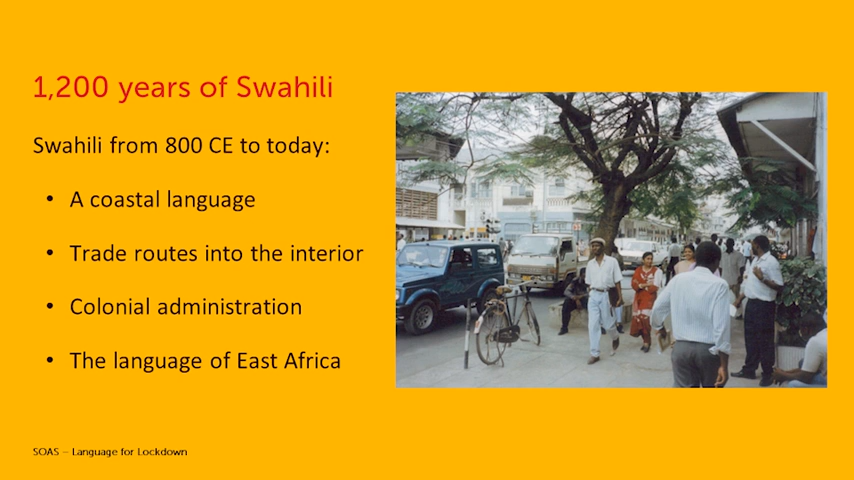 1,200 years of Swahili
Swahili from 800 CE to today:
• A coastal language
• Trade routes into the interior
• Colonial administration
• The language of East Africa
SOAS – Language for Lockdown